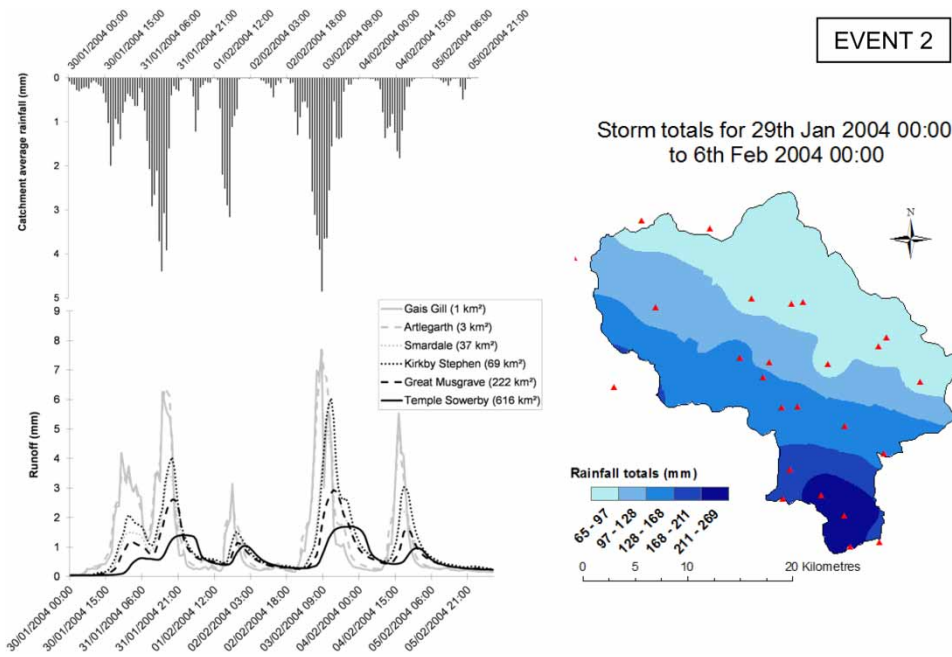 30/01/2004 00:00
30/01/2004 15:00
31/01/2004 06:00
31/01/2004 21:00
01/02/2004 12:00
02/02/2004 03:00
02/02/2004 18:00
03/02/2004 09:00
04/02/2004 00:00
04/02/2004 15:00
05/02/2004 06:00
05/02/2004 21:00
EVENT 2
Catchment average rainfall (mm)
0
1
2
3
4
5
Storm totals for 29th Jan 2004 00:00
to 6th Feb 2004 00:00
N
Runoff (mm)
9
8
7
6
5
4
3
2
1
0
Gais Gill (1 km²)
Artlegarth (3 km²)
Smardale (37 km²)
Kirkby Stephen (69 km²)
Great Musgrave (222 km²)
Temple Sowerby (616 km²)
30/01/2004 00:00
30/01/2004 15:00
31/01/2004 06:00
31/01/2004 21:00
01/02/2004 12:00
02/02/2004 03:00
02/02/2004 18:00
03/02/2004 09:00
04/02/2004 00:00
04/02/2004 15:00
05/02/2004 06:00
05/02/2004 21:00
Rainfall totals (mm)
65 - 97
97 - 128
128 - 168
168 - 211
211 - 269
0 5 10 20 Kilometres